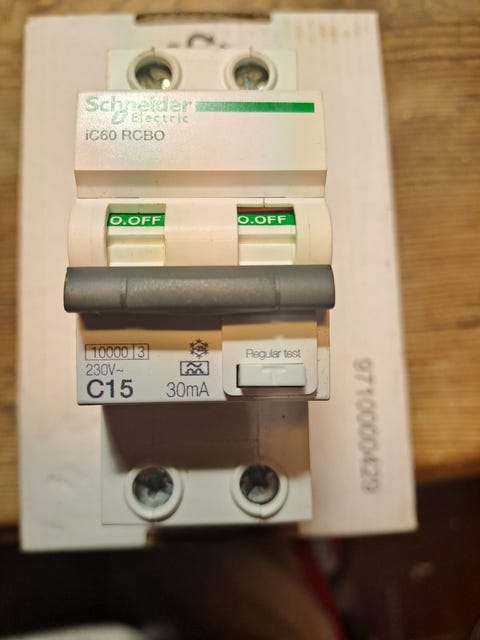 Schneider
Electric
iC60 RCBO
O.OFF O.OFF
10000 3
230V~
C15
30mA
Regular test
9710000429